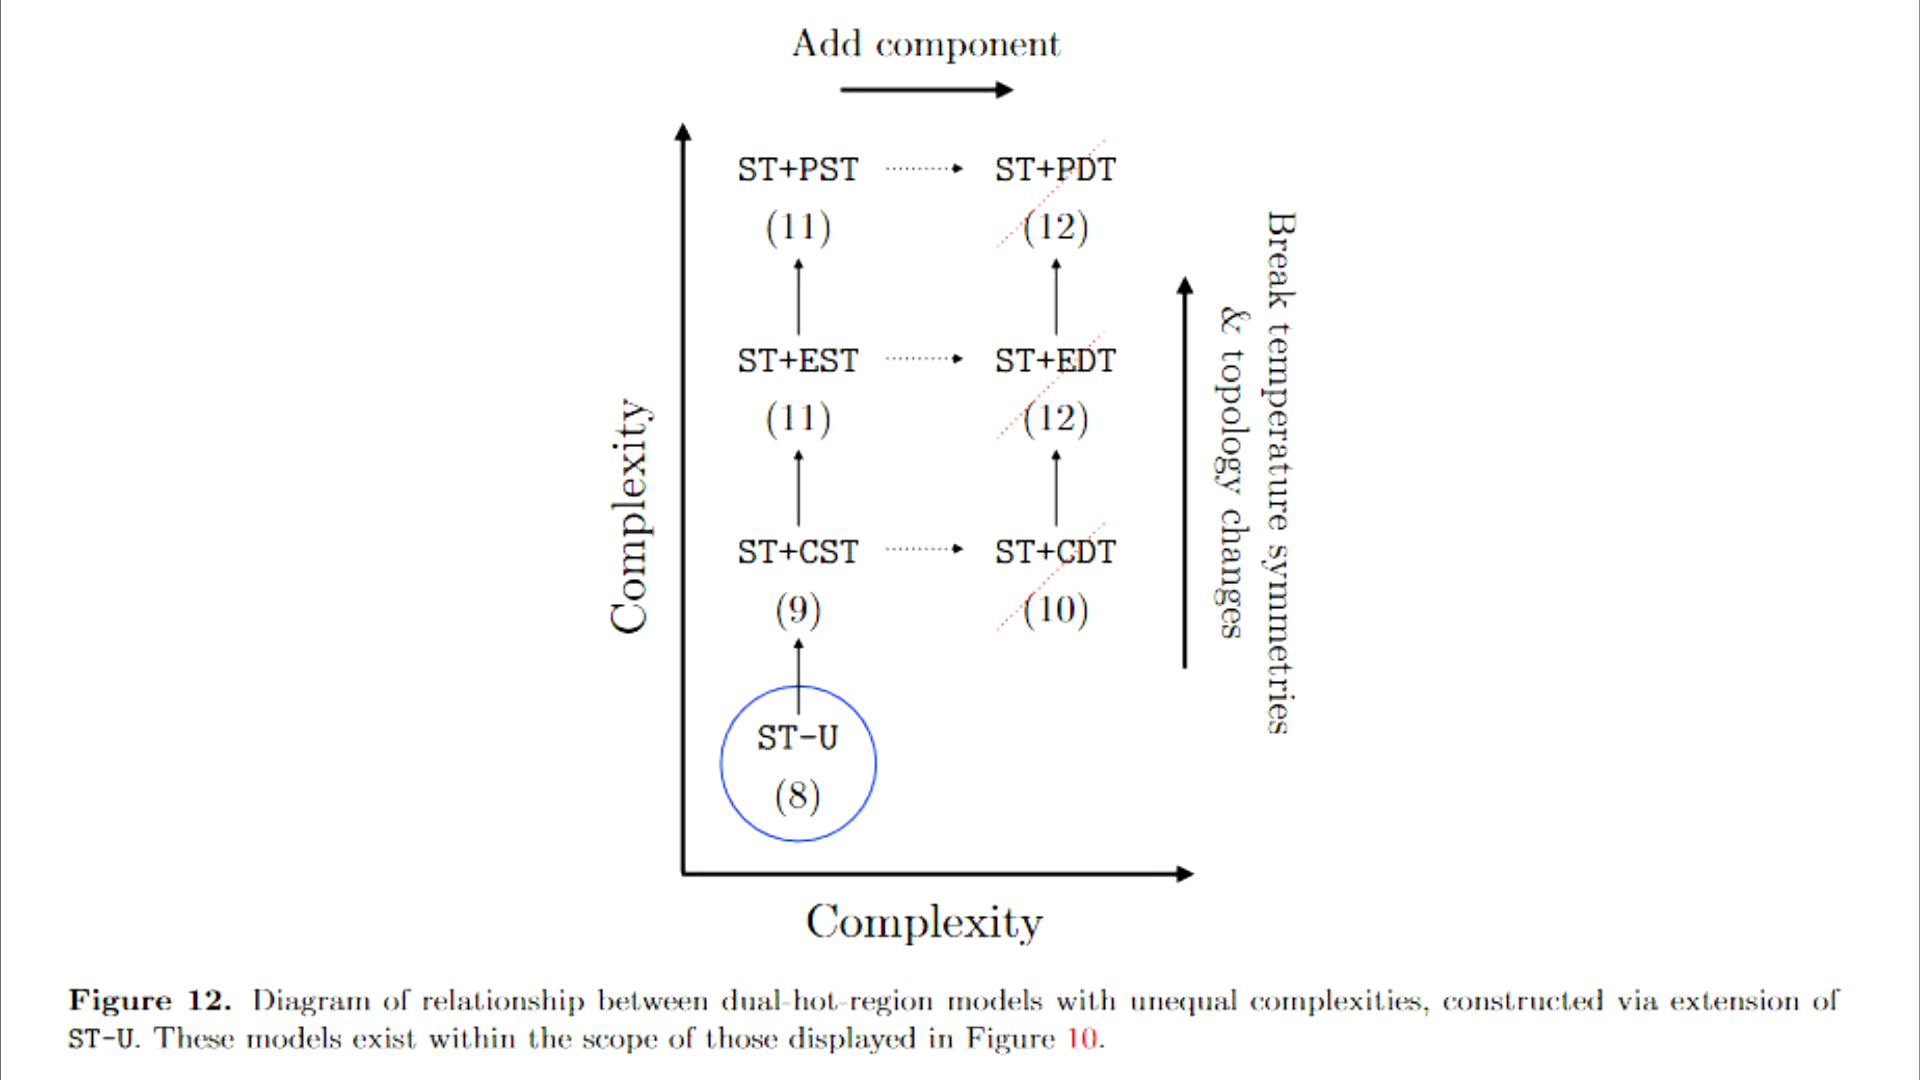 Add component
ST+PST ST+PDT
(11) (12)
ST+EST ST+EDT
(11) (12)
ST+CST ST+CDT
(9) (10)
ST-U
(8)
Complexity
Complexity
Break temperature symmetries
& topology changes
Figure 12. Diagram of relationship between dual-hot-region models with unequal complexities, constructed via extension of
ST-U. These models exist within the scope of those displayed in Figure 10.